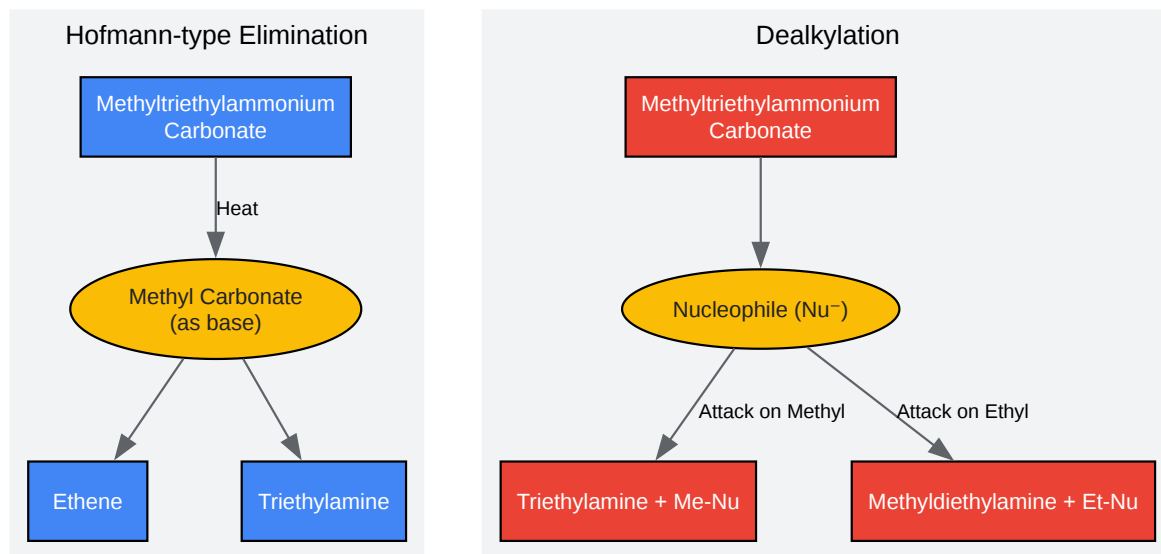 Hofmann-type Elimination
Methyltriethylammonium
Carbonate
Heat
Methyl Carbonate
(as base)
Ethene
Triethylamine
Dealkylation
Methyltriethylammonium
Carbonate
Nucleophile (Nu⁻)
Attack on Methyl
Attack on Ethyl
Triethylamine + Me-Nu
Methyldiethylamine + Et-Nu